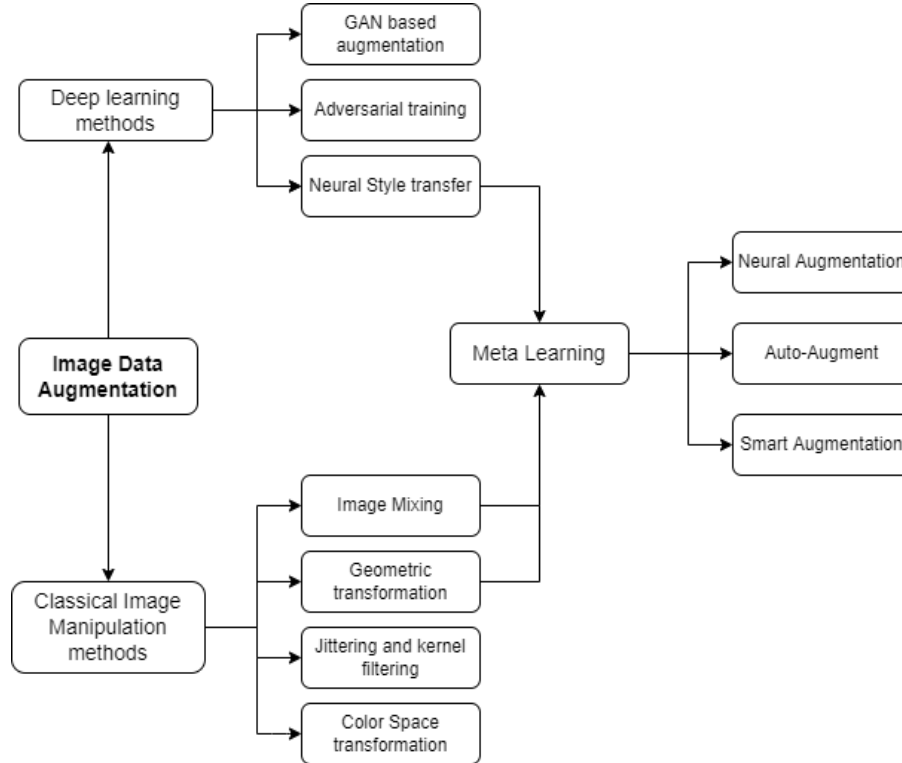 GAN based
augmentation
Deep learning
methods
Adversarial training
Neural Style transfer
Neural Augmentation
Image Data
Augmentation
Meta Learning
Auto-Augment
Smart Augmentation
Image Mixing
Geometric
transformation
Classical Image
Manipulation
methods
Jittering and kernel
filtering
Color Space
transformation